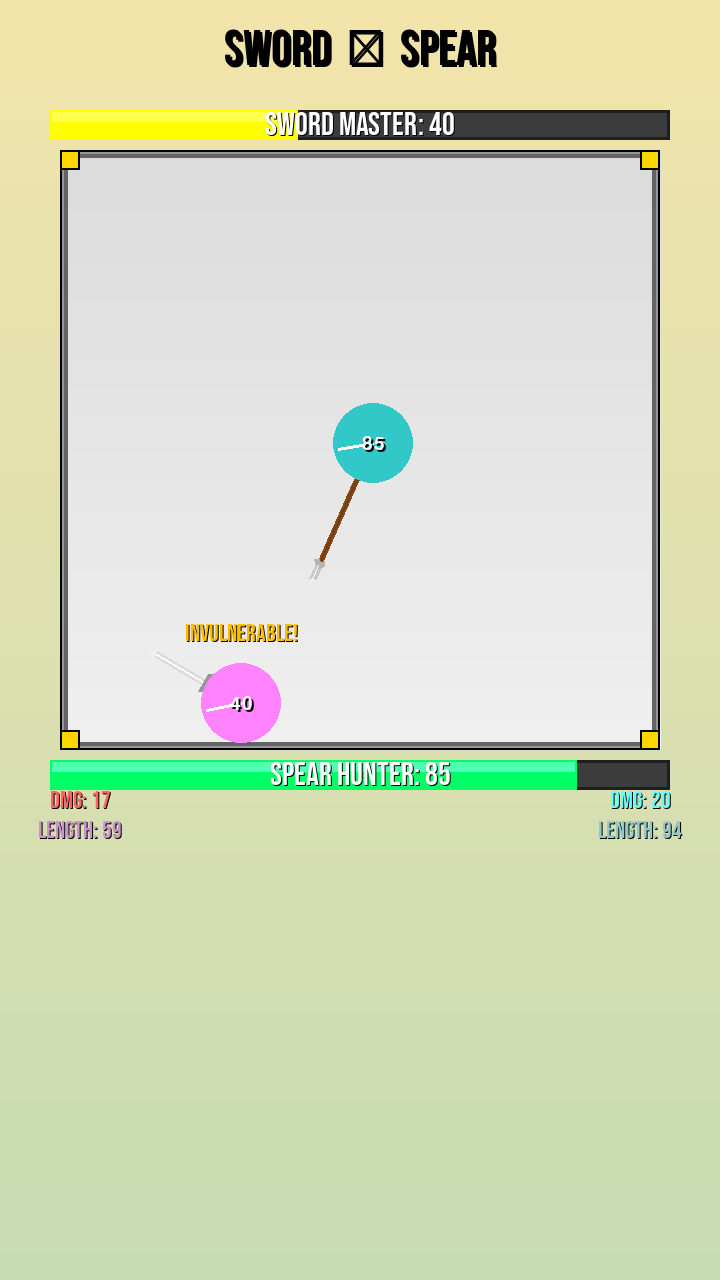 SWORD ☒ SPEAR
SWORD MASTER: 40
85
INVULNERABLE!
40
SPEAR HUNTER: 85
DMG: 17
DMG: 20
LENGTH: 59
LENGTH: 94